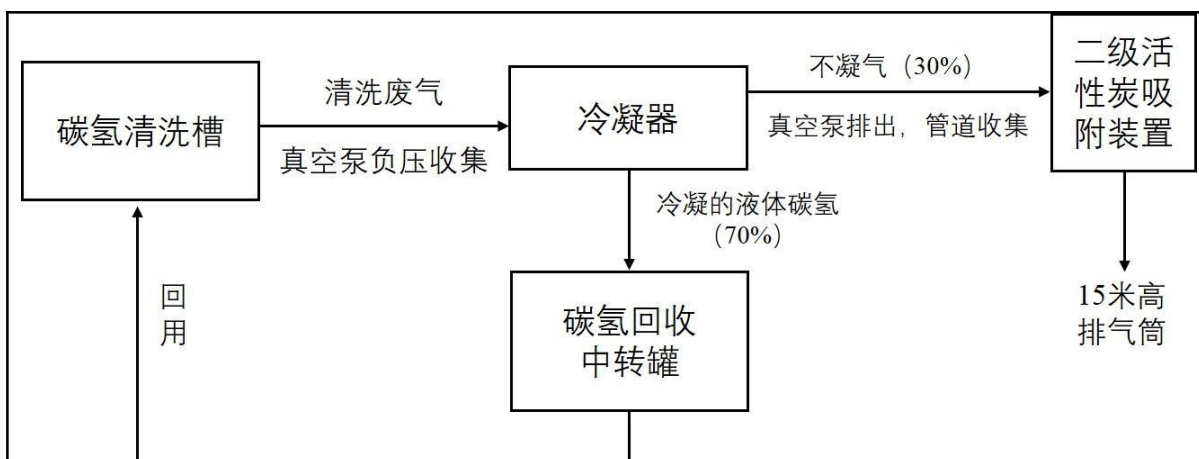 碳氢清洗槽
清洗废气
真空泵负压收集
冷凝器
不凝气（30%）
真空泵排出，管道收集
二级活
性炭吸
附装置
冷凝的液体碳氢
（70%）
回
用
碳氢回收
中转罐
15米高
排气筒